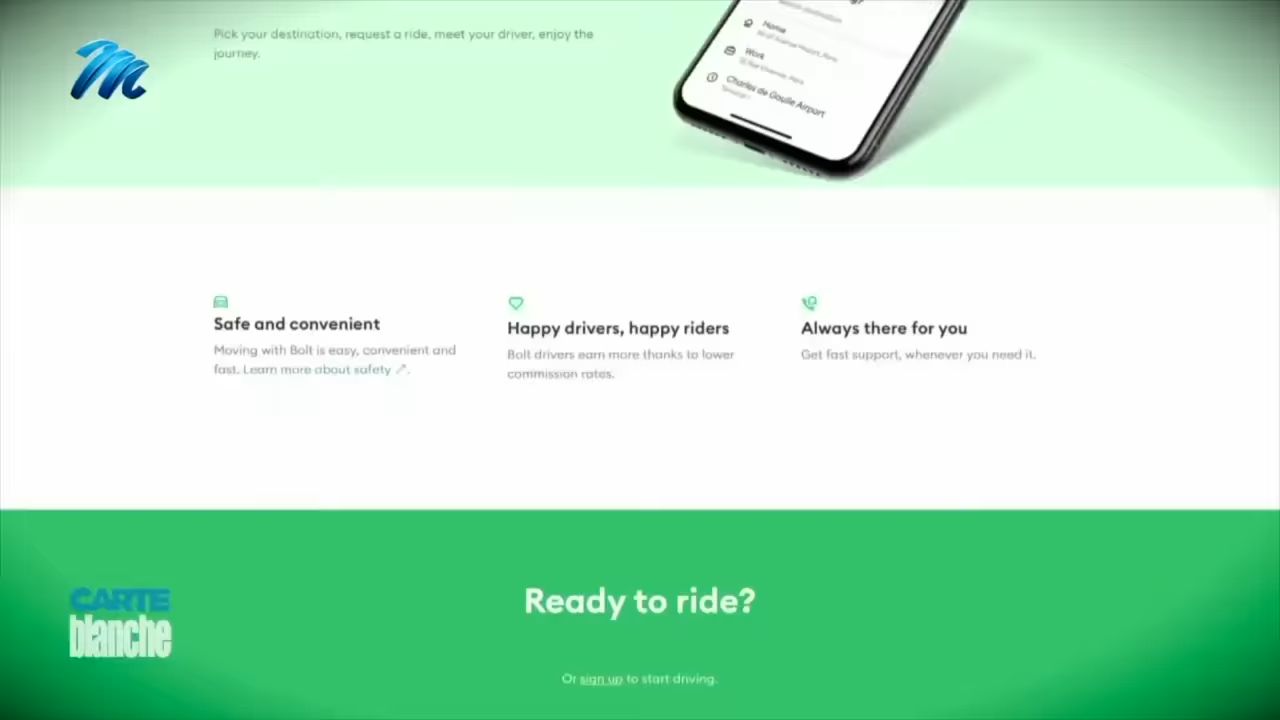 Pick your destination, request a ride, meet your driver, enjoy the
journey.
Home
Work
Charles de Gaulle Airport
Safe and convenient
Moving with Bolt is easy, convenient and
fast. Learn more about safety ↗.
Happy drivers, happy riders
Bolt drivers earn more thanks to lower
commission rates.
Always there for you
Get fast support, whenever you need it.
CARTE
blanche
Ready to ride?
Or sign up to start driving.